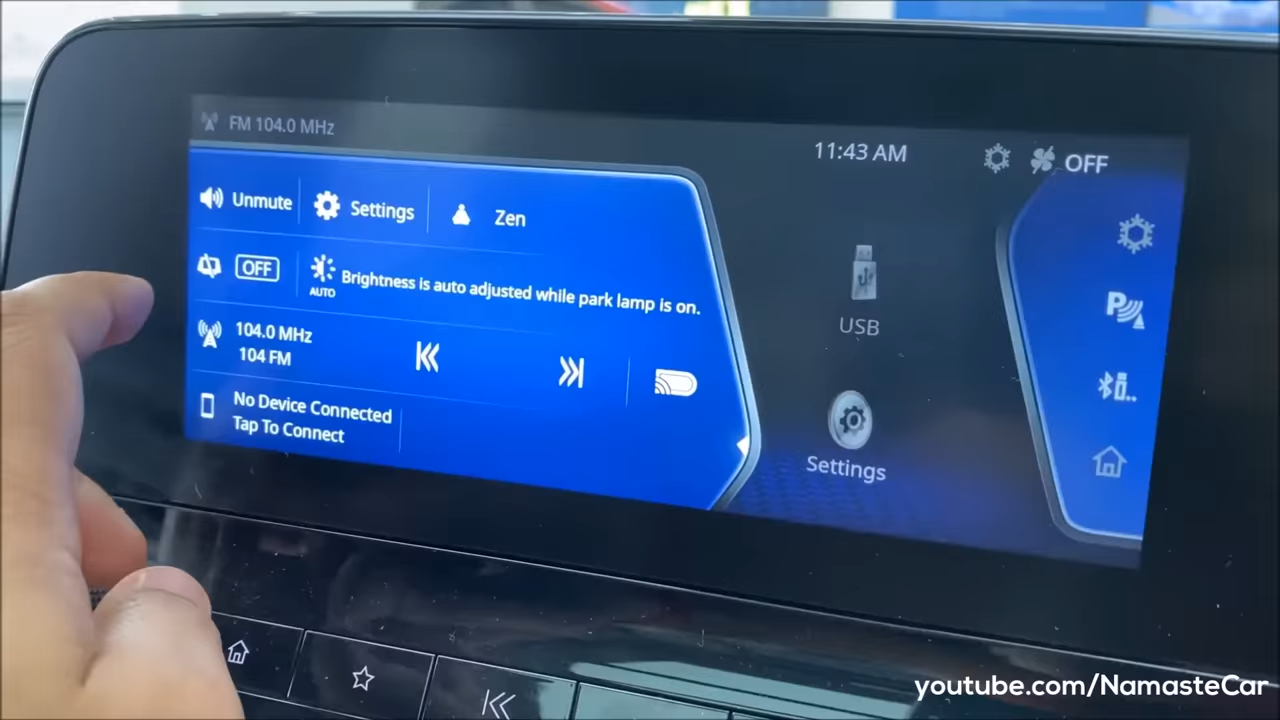 FM 104.0 MHz
11:43 AM
OFF
Unmute
Settings
Zen
OFF
AUTO
Brightness is auto adjusted while park lamp is on.
104.0 MHz
104 FM
No Device Connected
Tap To Connect
USB
Settings
P
youtube.com/NamasteCar